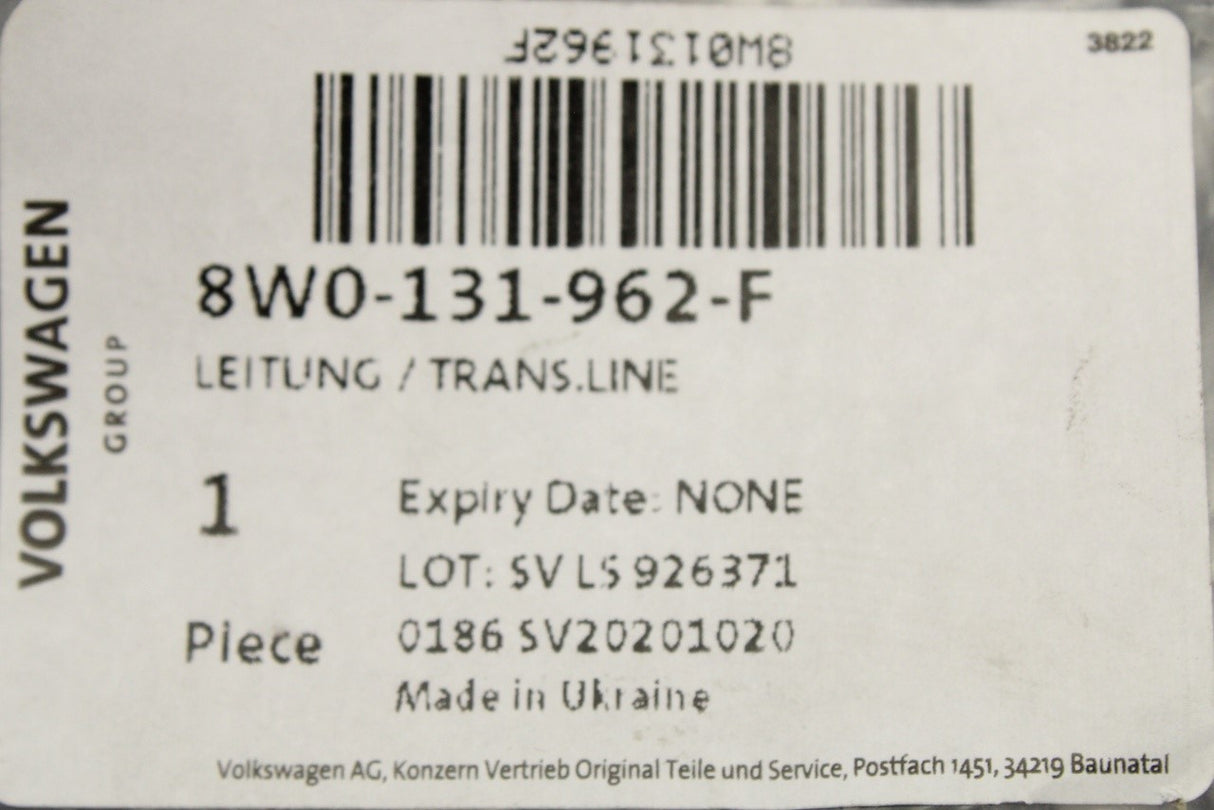 8W0131962F
3822
8W0-131-962-F
LEITUNG / TRANS.LINE
1
Expiry Date: NONE
LOT: SV LS 926371
Piece
0186 SV20201020
Made in Ukraine
VOLKSWAGEN
GROUP
Volkswagen AG, Konzern Vertrieb Original Teile und Service, Postfach 1451, 34219 Baunatal